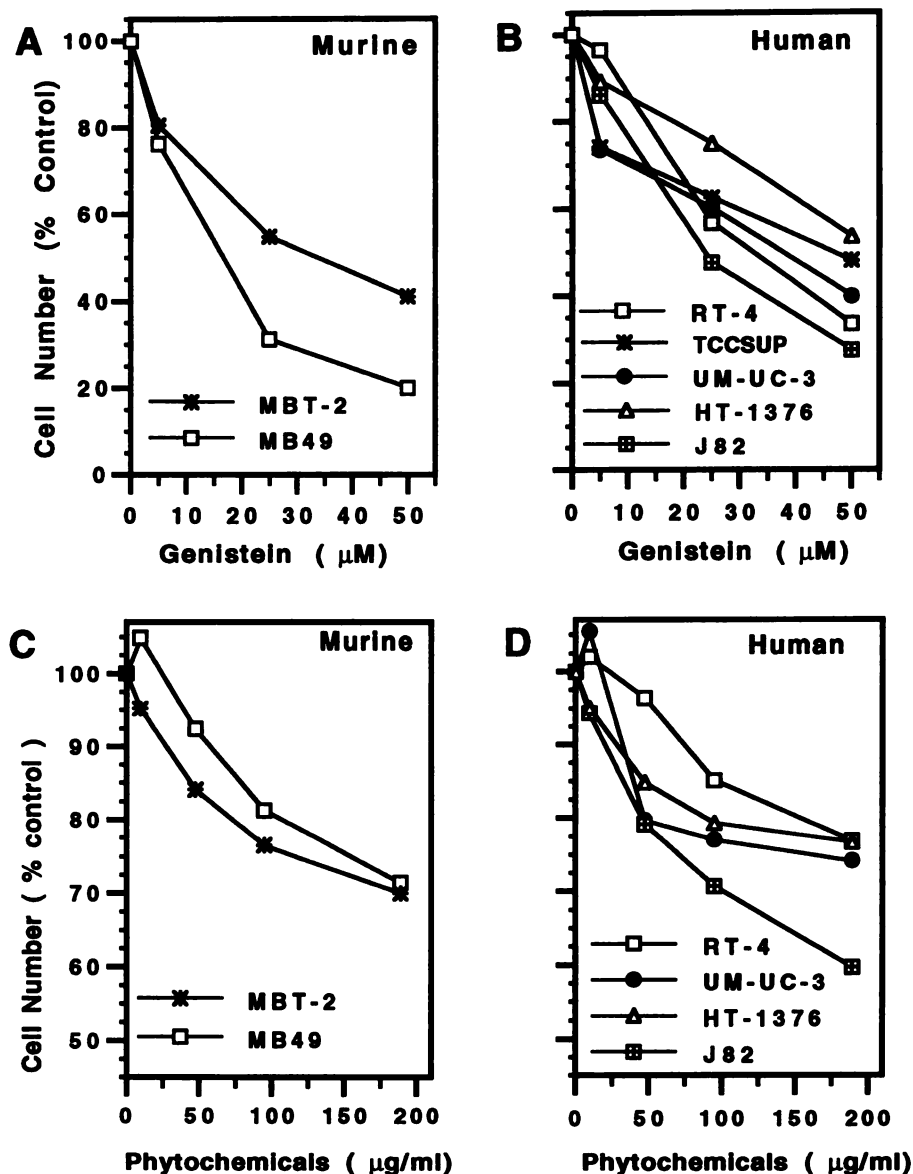 A
Murine
Cell Number (% Control)
100
80
60
40
20
0
MBT-2
MB49
0 10 20 30 40 50
Genistein ( μM)
B
Human
RT-4
TCCSUP
UM-UC-3
HT-1376
J82
0 10 20 30 40 50
Genistein ( μM)
C
Murine
Cell Number ( % control )
100
90
80
70
60
50
MBT-2
MB49
0 50 100 150 200
Phytochemicals ( μg/ml)
D
Human
RT-4
UM-UC-3
HT-1376
J82
0 50 100 150 200
Phytochemicals ( μg/ml)